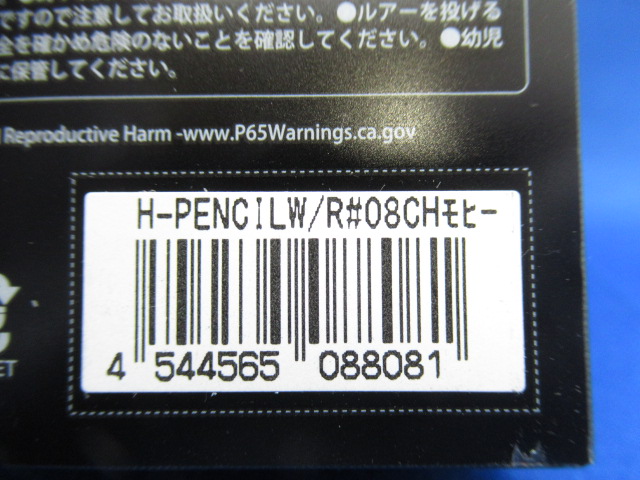 ですので注意してお取扱いください。●ルアーを投げる
全を確かめ危険のないことを確認してください。●幼児
に保管してください。
Reproductive Harm -www.P65Warnings.ca.gov
H-PENCILW/R#08CHモヒー
4 544565 088081